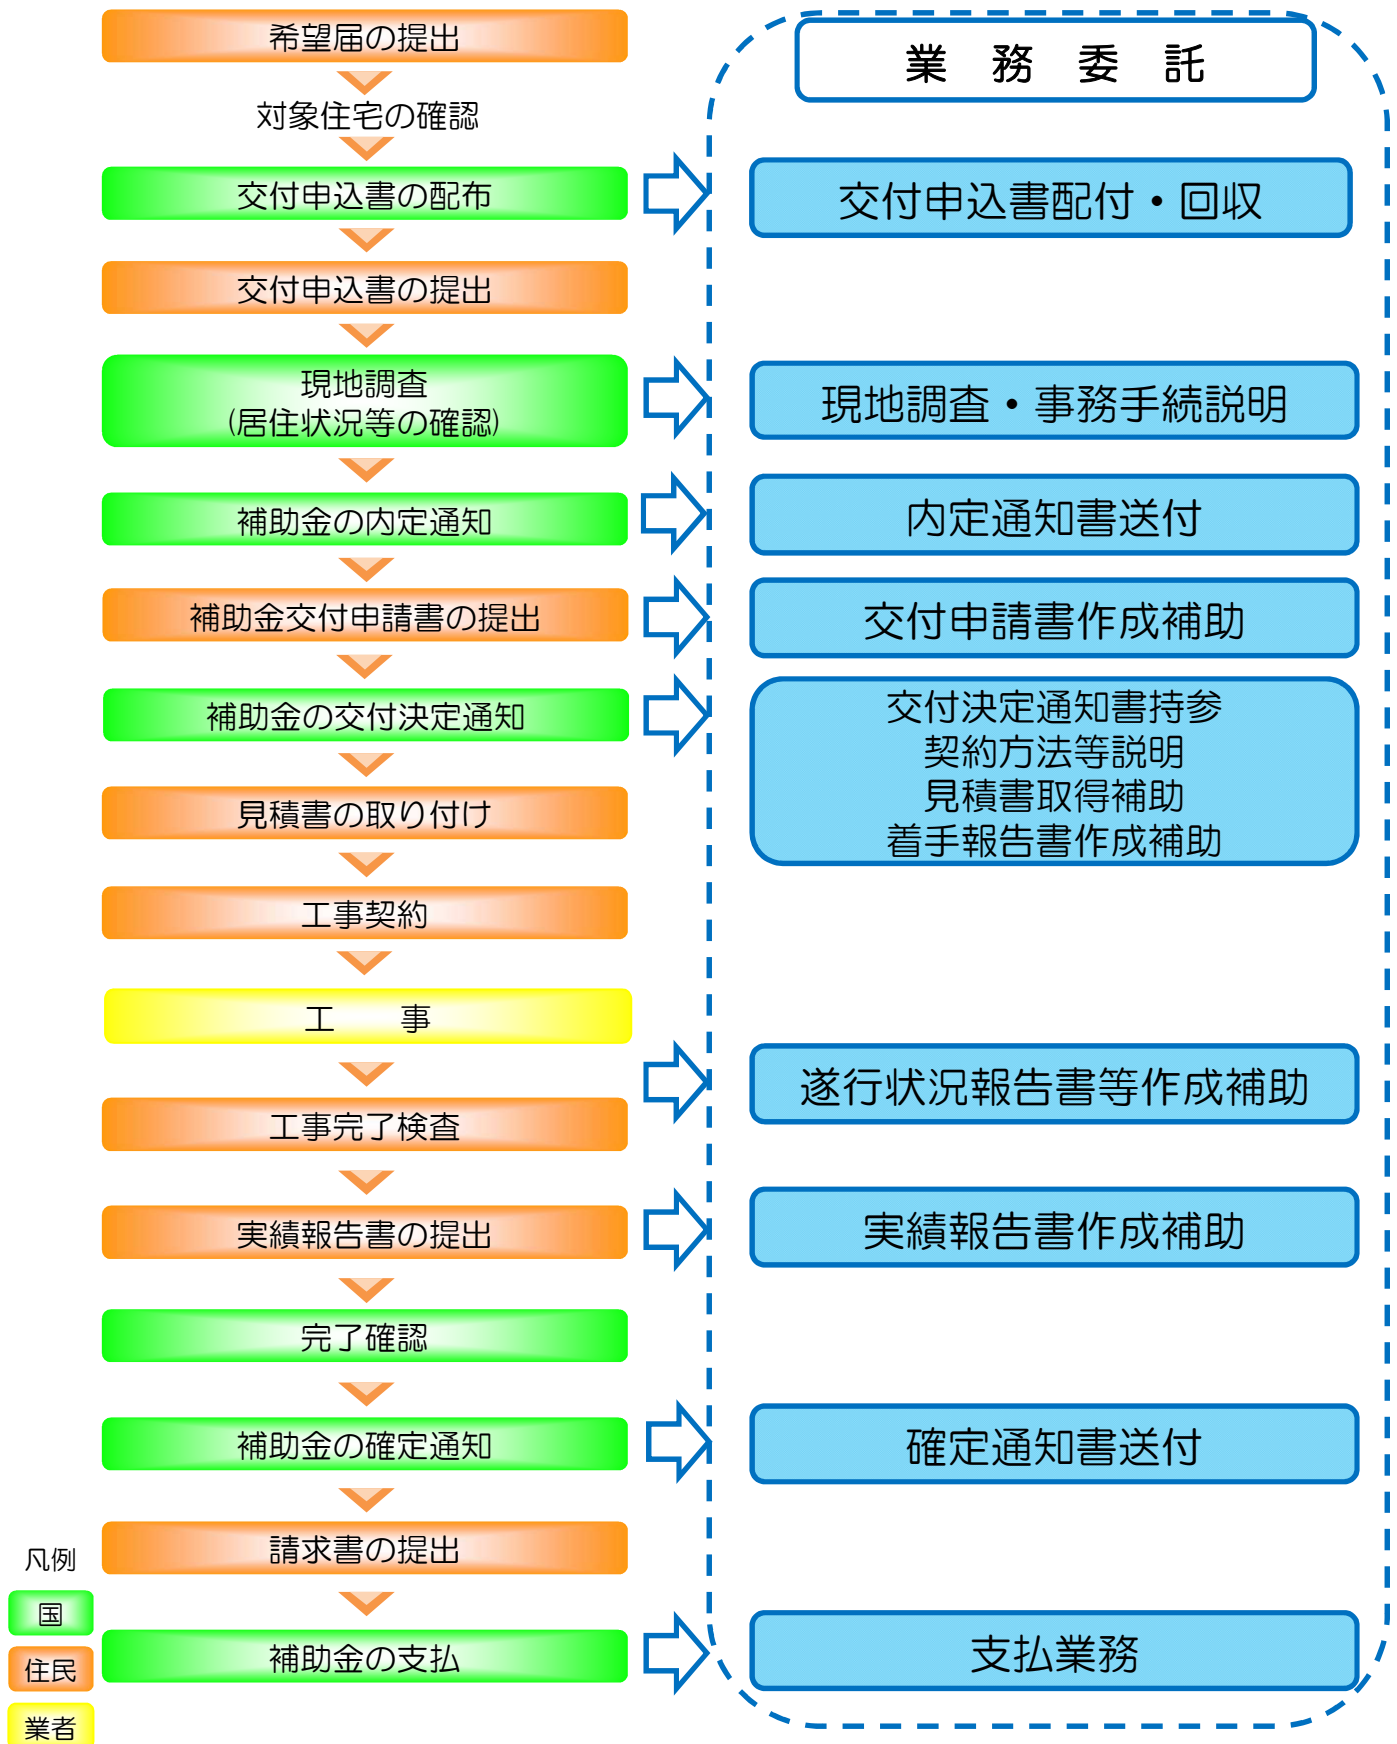 希望届の提出
対象住宅の確認
交付申込書の配布
交付申込書の提出
現地調査
(居住状況等の確認)
補助金の内定通知
補助金交付申請書の提出
補助金の交付決定通知
見積書の取り付け
工事契約
工　　事
工事完了検査
実績報告書の提出
完了確認
補助金の確定通知
請求書の提出
補助金の支払
凡例
国
住民
業者
業　務　委　託
交付申込書配付・回収
現地調査・事務手続説明
内定通知書送付
交付申請書作成補助
交付決定通知書持参
契約方法等説明
見積書取得補助
着手報告書作成補助
遂行状況報告書等作成補助
実績報告書作成補助
確定通知書送付
支払業務